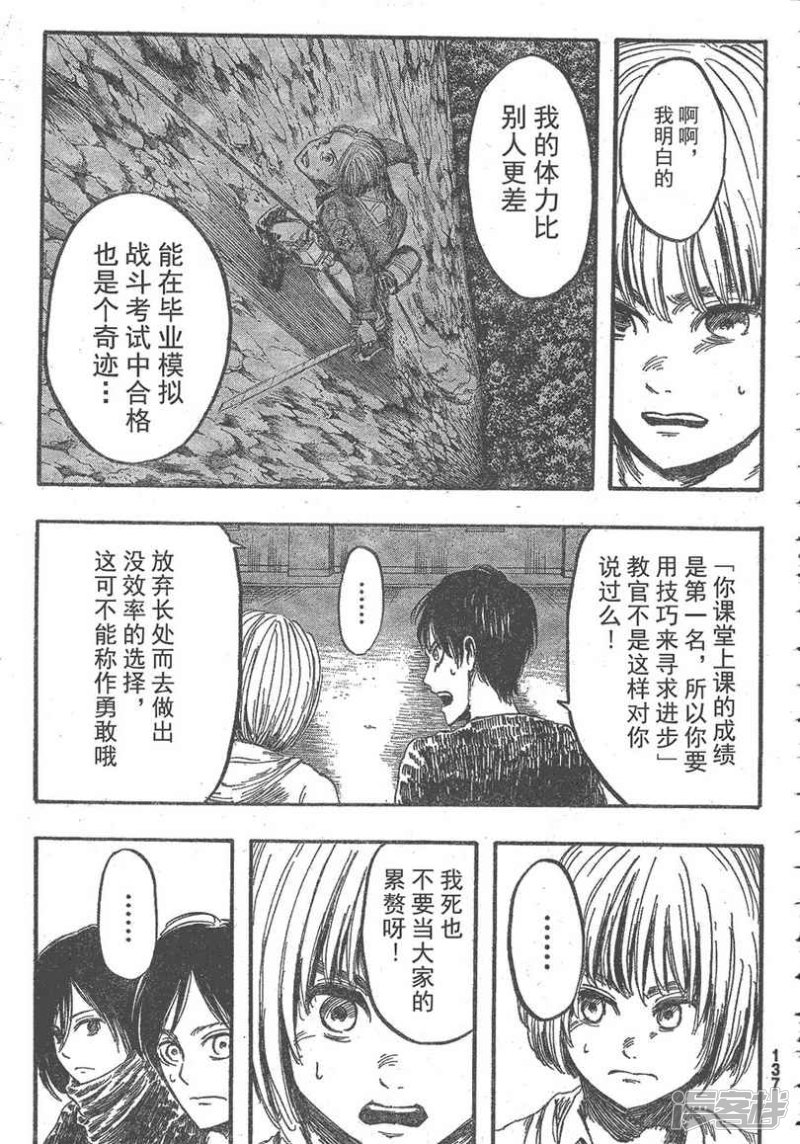 啊啊，
我明白的
我的体力比
别人更差
能在毕业模拟
战斗考试中合格
也是个奇迹…
「你课堂上课的成绩
是第一名，所以你要
用技巧来寻求进步」
教官不是这样对你
说过么！
……
放弃长处而去做出
没效率的选择，
这可不能称作勇敢哦
……
我死也
不要当大家的
累赘呀！
……
137
漫客栈